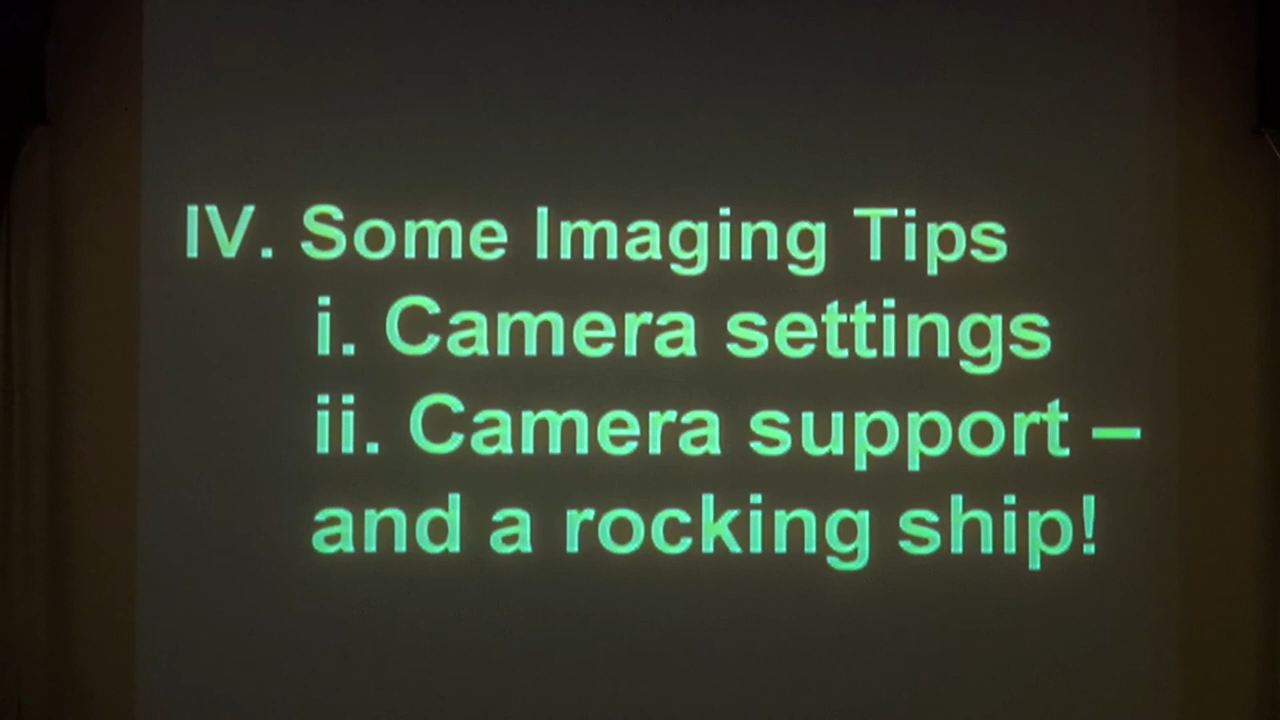 IV. Some Imaging Tips
i. Camera settings
ii. Camera support –
and a rocking ship!